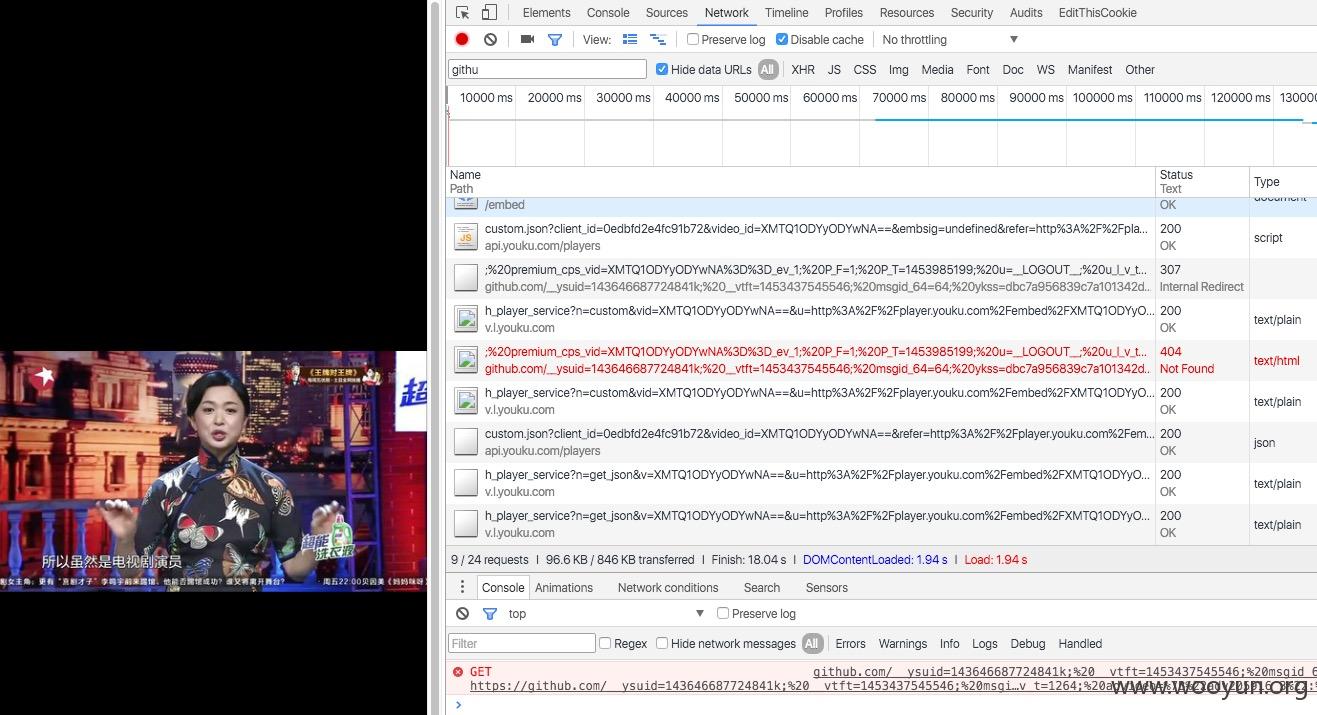 Elements Console Sources Network Timeline Profiles Resources Security Audits EditThisCookie
View: Preserve log Disable cache No throttling
githu Hide data URLs All XHR JS CSS Img Media Font Doc WS Manifest Other
10000 ms 20000 ms 30000 ms 40000 ms 50000 ms 60000 ms 70000 ms 80000 ms 90000 ms 100000 ms 110000 ms 120000 ms 130000
Name Status Type
Path Text
/embed OK document
custom.json?client_id=0edbfd2e4fc91b72&video_id=XMTQ1ODYyODYwNA==&embsig=undefined&refer=http%3A%2F%2Fpla... 200 script
api.youku.com/players OK
;%20premium_cps_vid=XMTQ1ODYyODYwNA%3D%3D_ev_1;%20P_F=1;%20P_T=1453985199;%20u=__LOGOUT__;%20u_l_v_t... 307
github.com/__ysuid=143646687724841k;%20__vtft=1453437545546;%20msgid_64=64;%20ykss=dbc7a956839c7a101342d... Internal Redirect
h_player_service?n=custom&vid=XMTQ1ODYyODYwNA==&u=http%3A%2F%2Fplayer.youku.com%2Fembed%2FXMTQ1ODYyO... 200 text/plain
v.l.youku.com OK
;%20premium_cps_vid=XMTQ1ODYyODYwNA%3D%3D_ev_1;%20P_F=1;%20P_T=1453985199;%20u=__LOGOUT__;%20u_l_v_t... 404 text/html
github.com/__ysuid=143646687724841k;%20__vtft=1453437545546;%20msgid_64=64;%20ykss=dbc7a956839c7a101342d... Not Found
h_player_service?n=custom&vid=XMTQ1ODYyODYwNA==&u=http%3A%2F%2Fplayer.youku.com%2Fembed%2FXMTQ1ODYyO... 200 text/plain
v.l.youku.com OK
custom.json?client_id=0edbfd2e4fc91b72&video_id=XMTQ1ODYyODYwNA==&refer=http%3A%2F%2Fplayer.youku.com%2Fem... 200 json
api.youku.com/players OK
h_player_service?n=get_json&v=XMTQ1ODYyODYwNA==&u=http%3A%2F%2Fplayer.youku.com%2Fembed%2FXMTQ1ODYyO... 200 text/plain
v.l.youku.com OK
h_player_service?n=get_json&v=XMTQ1ODYyODYwNA==&u=http%3A%2F%2Fplayer.youku.com%2Fembed%2FXMTQ1ODYyO... 200 text/plain
v.l.youku.com OK
9 / 24 requests | 96.6 KB / 846 KB transferred | Finish: 18.04 s | DOMContentLoaded: 1.94 s | Load: 1.94 s
Console Animations Network conditions Search Sensors
top Preserve log
Filter Regex Hide network messages All Errors Warnings Info Logs Debug Handled
GET github.com/__ysuid=143646687724841k;%20__vtft=1453437545546;%20msgid_6
https://github.com/__ysuid=143646687724841k;%20__vtft=1453437545546;%20msgi…v_t=1264;%20
www.wooyun.org
《王牌对王牌》
超
超能
洗衣液
所以虽然是电视剧演员
剧女主角: 更有“喜剧才子”李鸣宇前来踢馆, 他能否踢馆成功? 谁又将离开舞台? · 周五22:00贝因美《妈妈咪呀